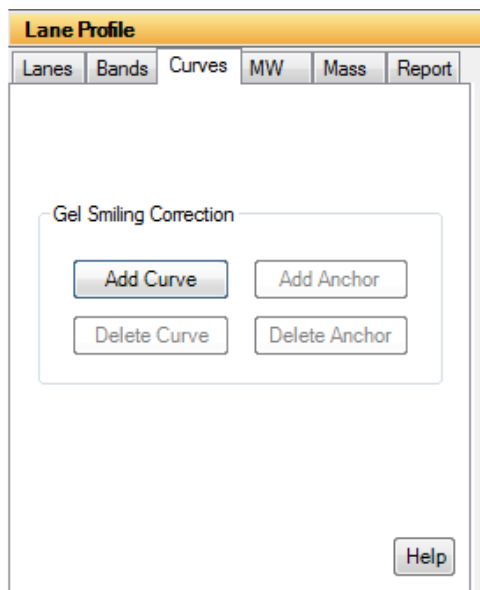 Lane Profile
Lanes Bands Curves MW Mass Report
Gel Smiling Correction
Add Curve Add Anchor
Delete Curve Delete Anchor
Help